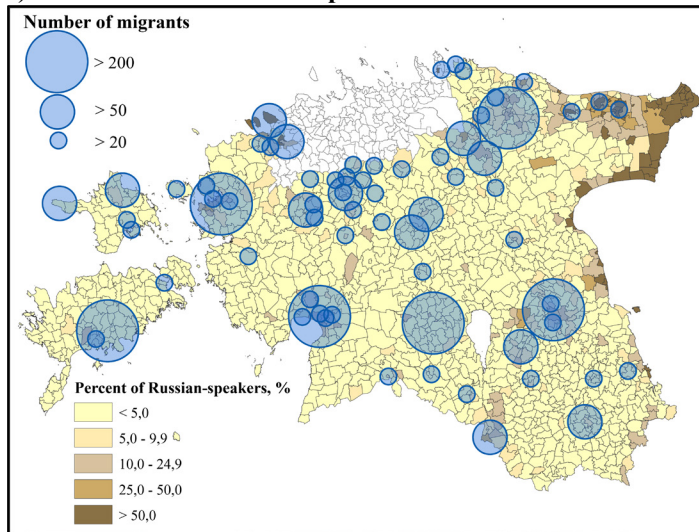 Number of migrants
> 200
> 50
> 20
Percent of Russian-speakers, %
< 5,0
5,0 - 9,9
10,0 - 24,9
25,0 - 50,0
> 50,0